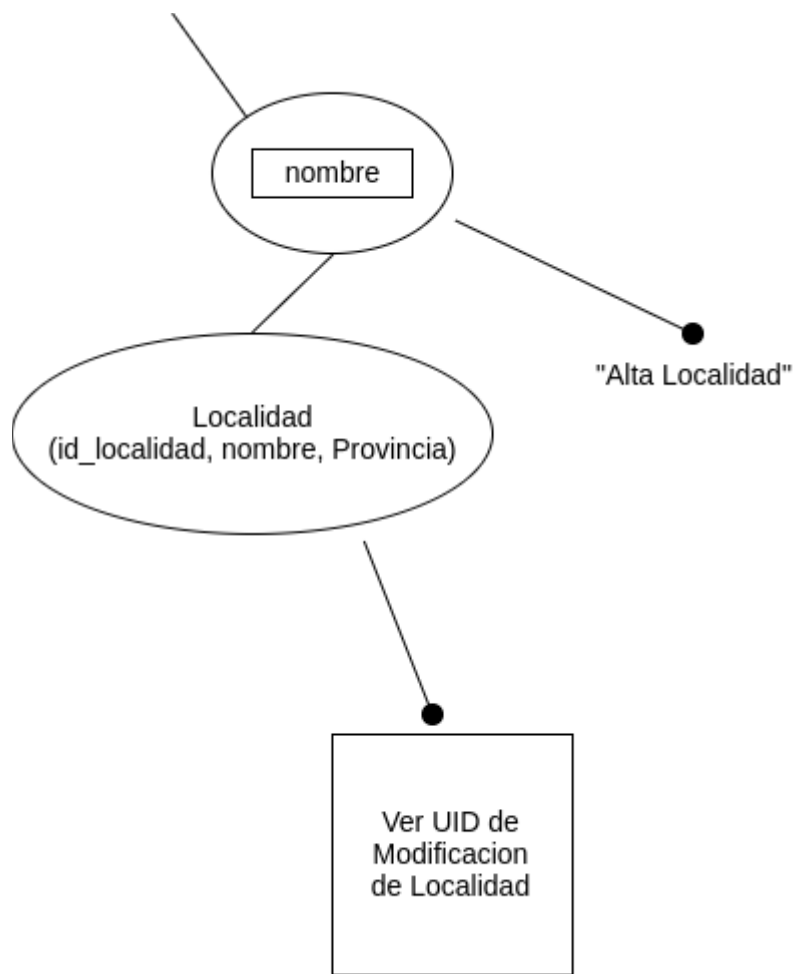 nombre
"Alta Localidad"
Localidad
(id_localidad, nombre, Provincia)
Ver UID de
Modificacion
de Localidad